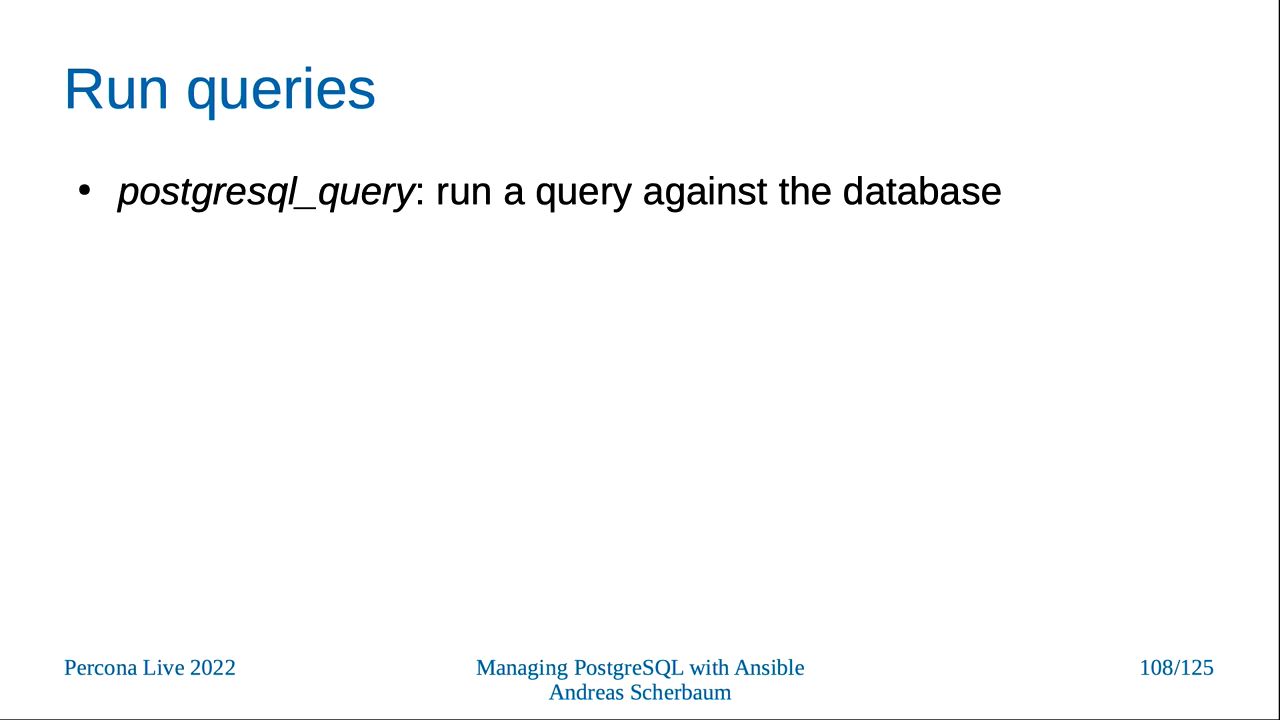 Run queries
• postgresql_query: run a query against the database
Percona Live 2022
Managing PostgreSQL with Ansible
Andreas Scherbaum
108/125